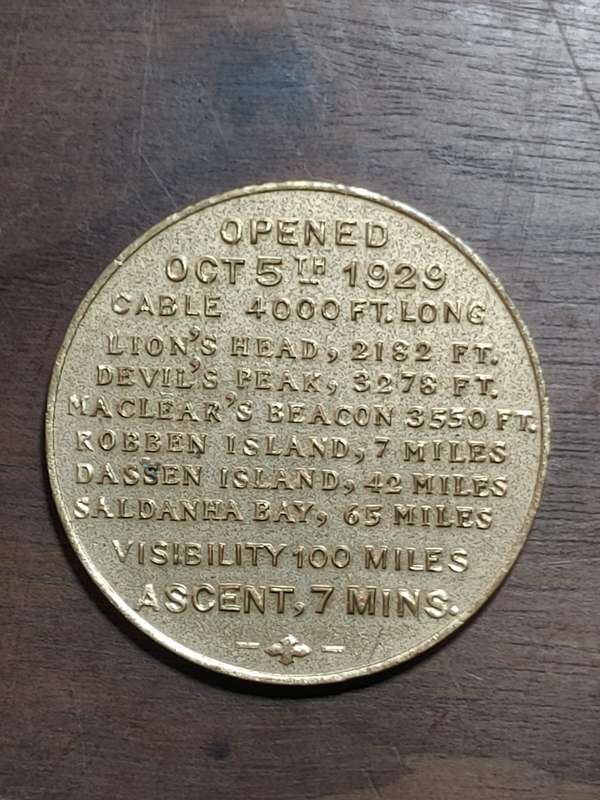 OPENED
OCT 5TH 1929
CABLE 4000 FT. LONG
LION'S HEAD, 2182 FT.
DEVIL'S PEAK, 3278 FT.
MACLEAR'S BEACON 3550 FT.
ROBBEN ISLAND, 7 MILES
DASSEN ISLAND, 42 MILES
SALDANHA BAY, 65 MILES
VISIBILITY 100 MILES
ASCENT, 7 MINS.